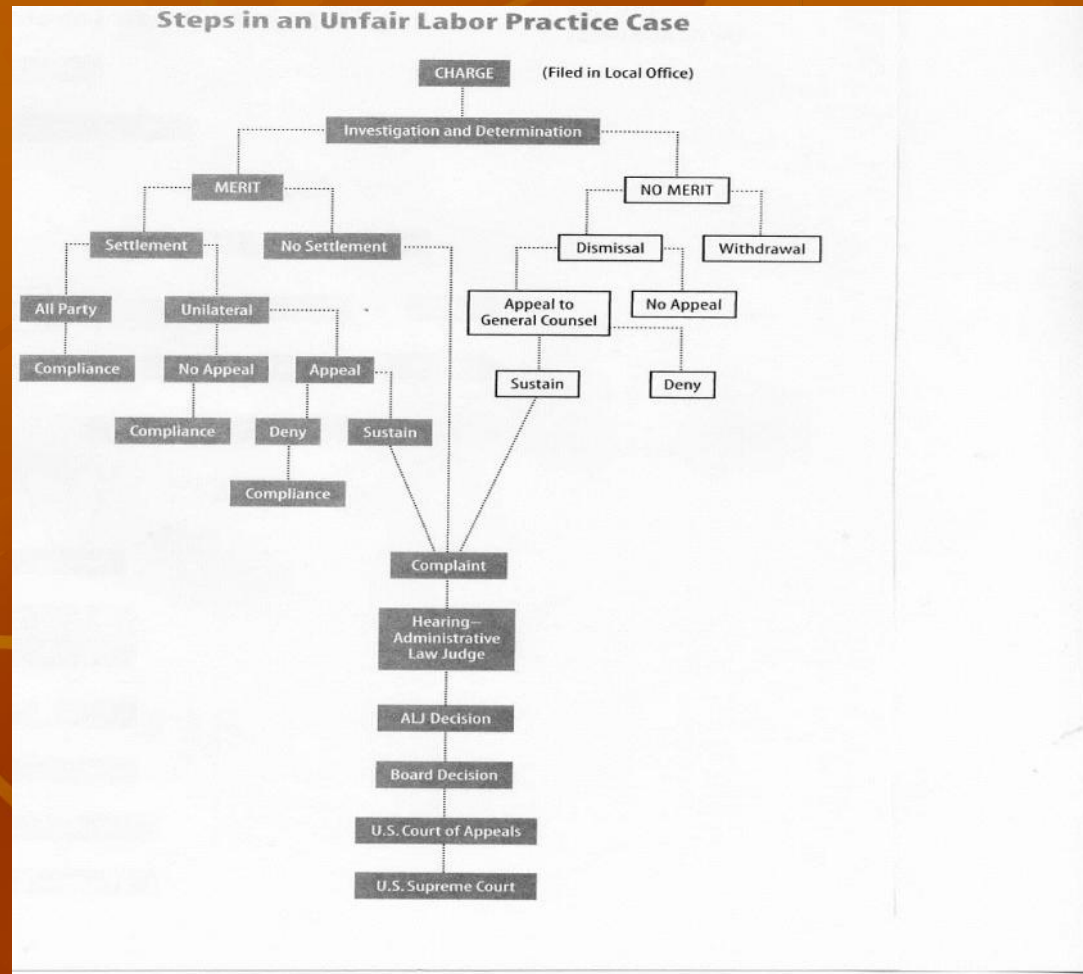 Steps in an Unfair Labor Practice Case
CHARGE
(Filed in Local Office)
Investigation and Determination
MERIT
NO MERIT
Settlement
No Settlement
Dismissal
Withdrawal
All Party
Unilateral
Appeal to
General Counsel
No Appeal
Compliance
No Appeal
Appeal
Sustain
Deny
Compliance
Deny
Sustain
Compliance
Complaint
Hearing—
Administrative
Law Judge
ALJ Decision
Board Decision
U.S. Court of Appeals
U.S. Supreme Court